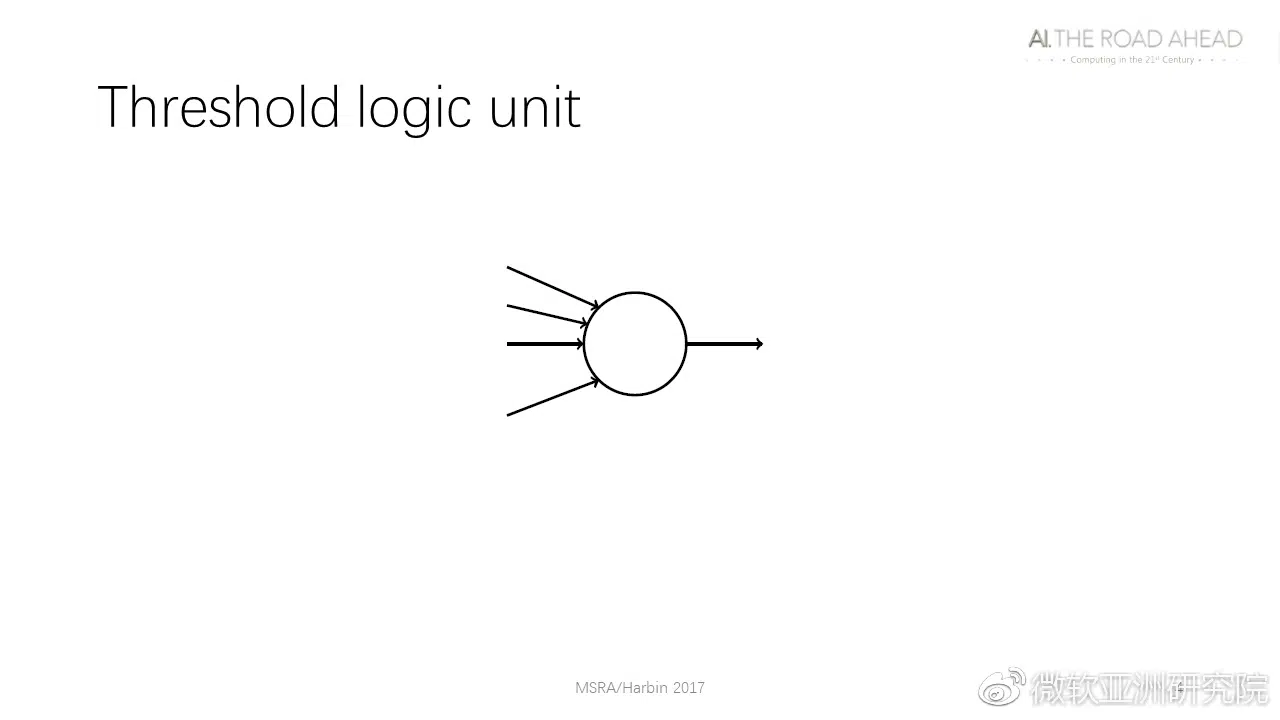 AI. THE ROAD AHEAD
Computing in the 21st Century
Threshold logic unit
MSRA/Harbin 2017
微软亚洲研究院